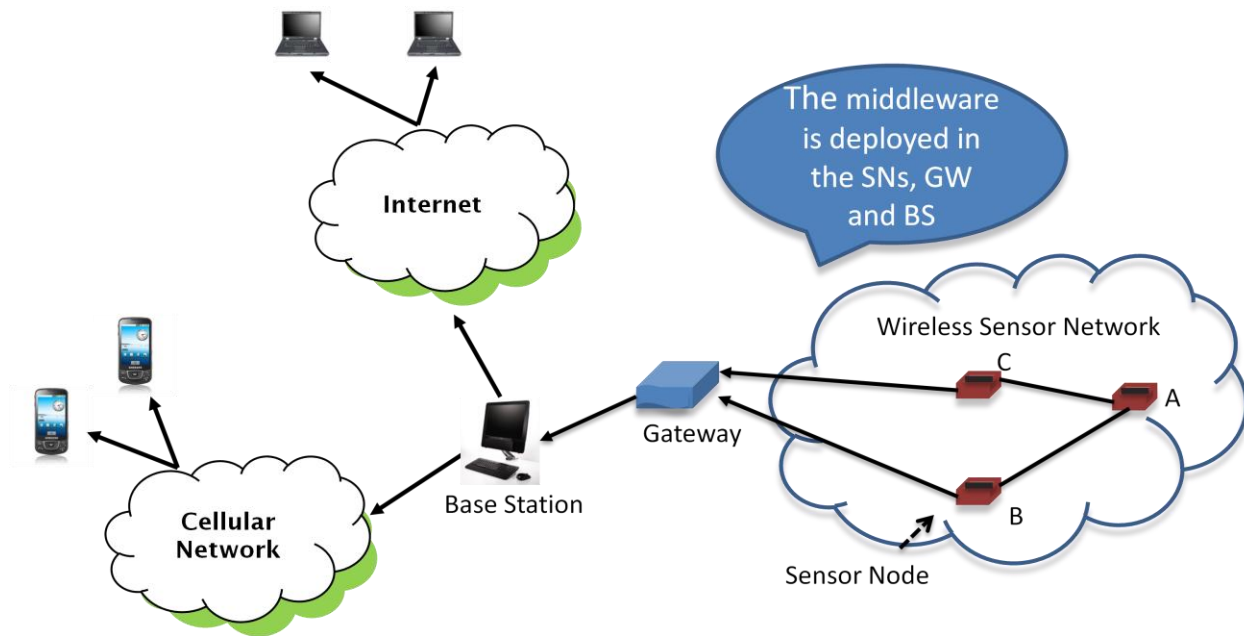 The middleware
is deployed in
the SNs, GW
and BS
Internet
Wireless Sensor Network
C
A
Gateway
B
Base Station
Cellular
Network
Sensor Node